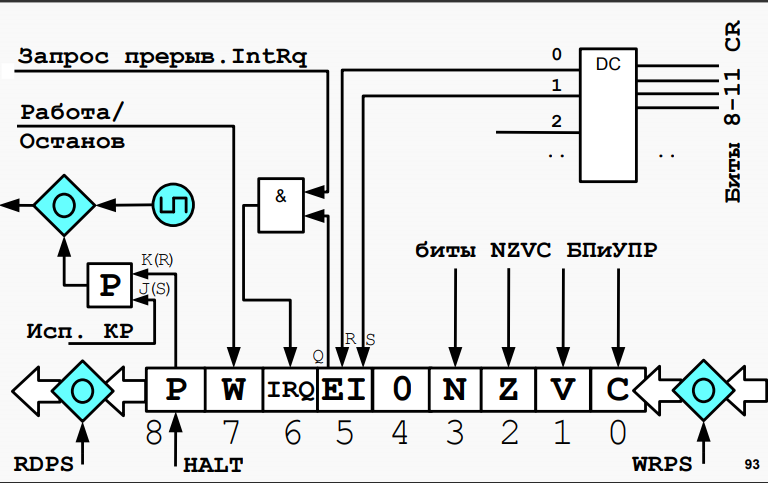 Запрос прерыв.IntRq
0
DC
Биты 8-11 CR
1
Работа/
Останов
2
..
..
&
K(R)
биты NZVC БПиУПР
P
J(S)
Исп. КР
Q
R
S
P W IRQ EI 0 N Z V C
8 7 6 5 4 3 2 1 0
RDPS
HALT
WRPS
93